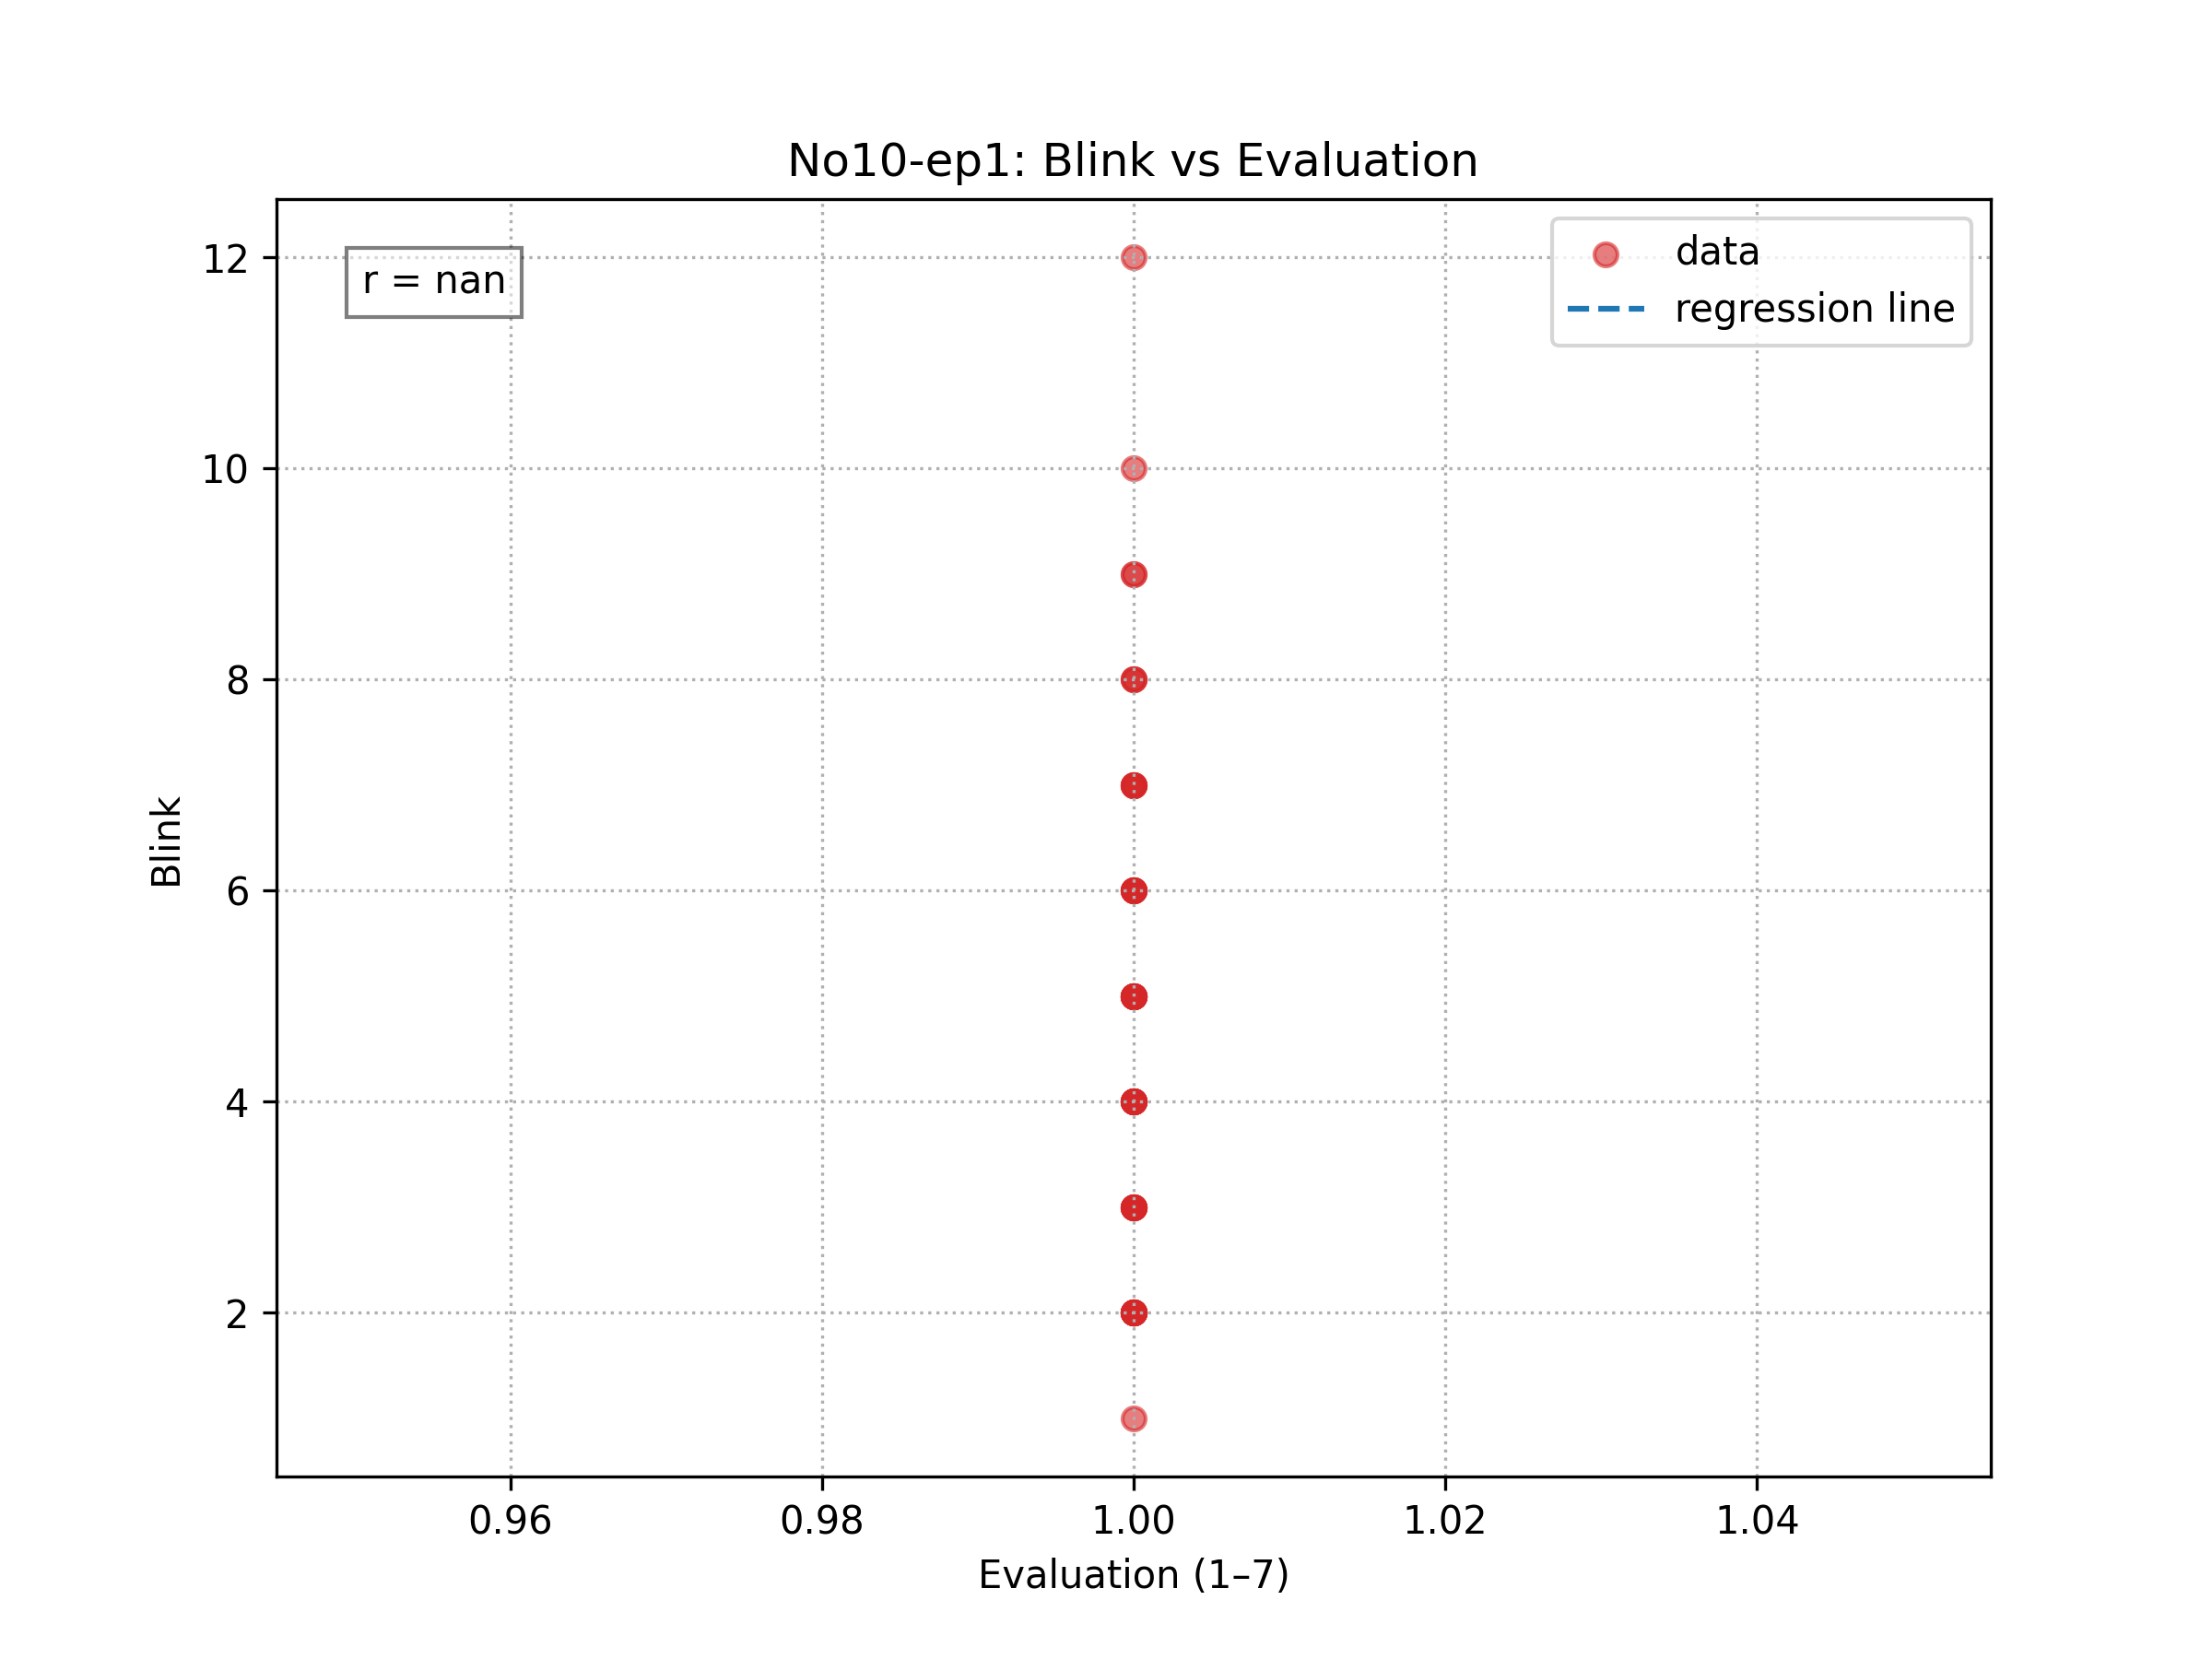 No10-ep1: Blink vs Evaluation
r = nan
data
regression line
12
10
8
6
4
2
Blink
0.96 0.98 1.00 1.02 1.04
Evaluation (1–7)